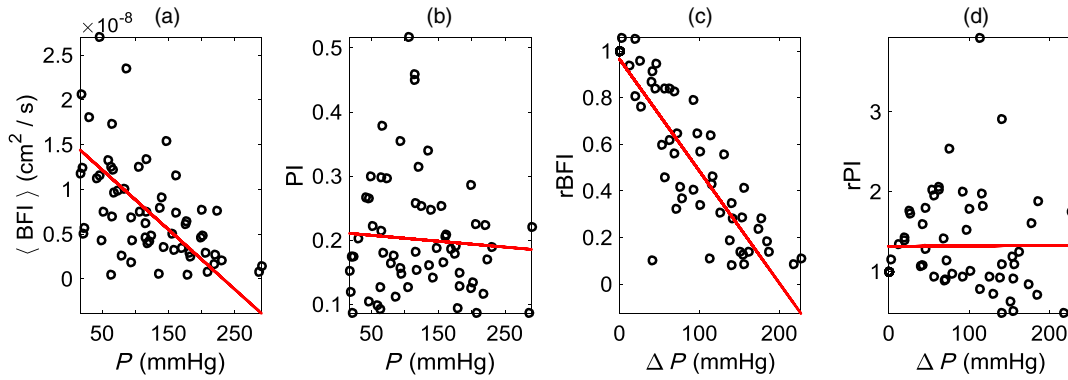 (a)
×10⁻⁸
2.5
2
1.5
1
0.5
0
50 150 250
⟨ BFI ⟩ (cm² / s)
P (mmHg)
(b)
0.5
0.4
0.3
0.2
0.1
50 150 250
PI
P (mmHg)
(c)
1
0.8
0.6
0.4
0.2
0
0 100 200
rBFI
Δ P (mmHg)
(d)
3
2
1
0 100 200
rPI
Δ P (mmHg)